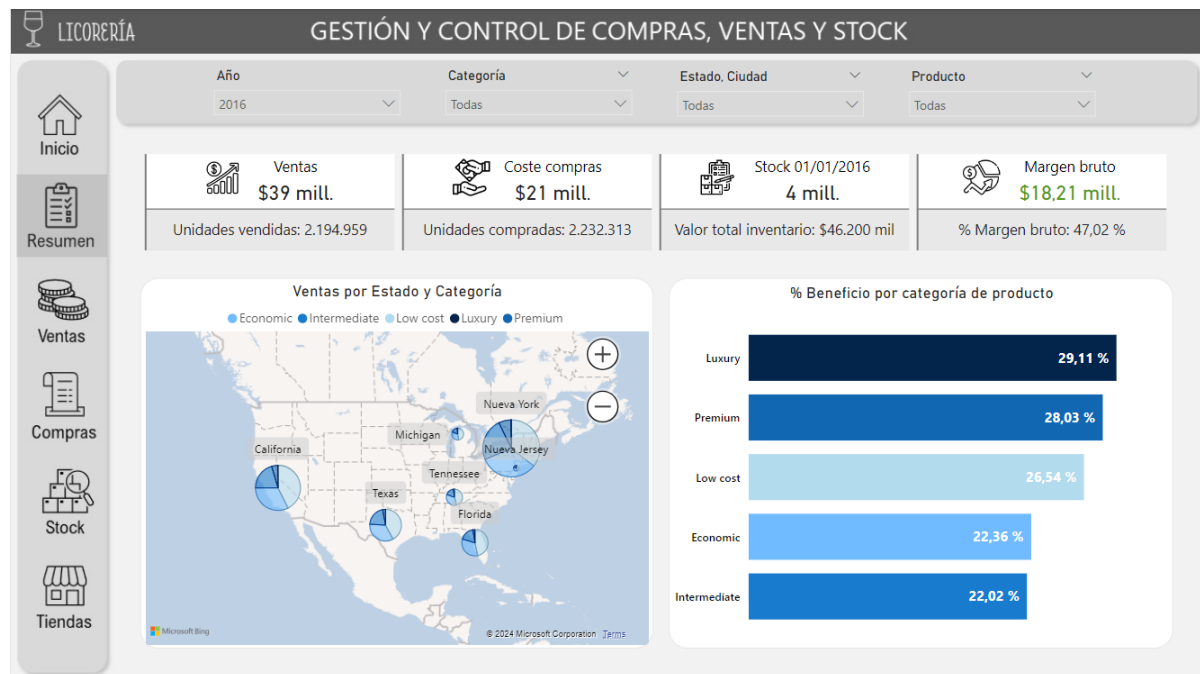 LICORERÍA
GESTIÓN Y CONTROL DE COMPRAS, VENTAS Y STOCK
Año
2016
Categoría
Todas
Estado, Ciudad
Todas
Producto
Todas
Inicio
Resumen
Ventas
Compras
Stock
Tiendas
Ventas
$39 mill.
Unidades vendidas: 2.194.959
Coste compras
$21 mill.
Unidades compradas: 2.232.313
Stock 01/01/2016
4 mill.
Valor total inventario: $46.200 mil
Margen bruto
$18,21 mill.
% Margen bruto: 47,02 %
Ventas por Estado y Categoría
Economic Intermediate Low cost Luxury Premium
Nueva York
Michigan
Nueva Jersey
California
Tennessee
Texas
Florida
Microsoft Bing
© 2024 Microsoft Corporation Terms
% Beneficio por categoría de producto
Luxury 29,11 %
Premium 28,03 %
Low cost 26,54 %
Economic 22,36 %
Intermediate 22,02 %